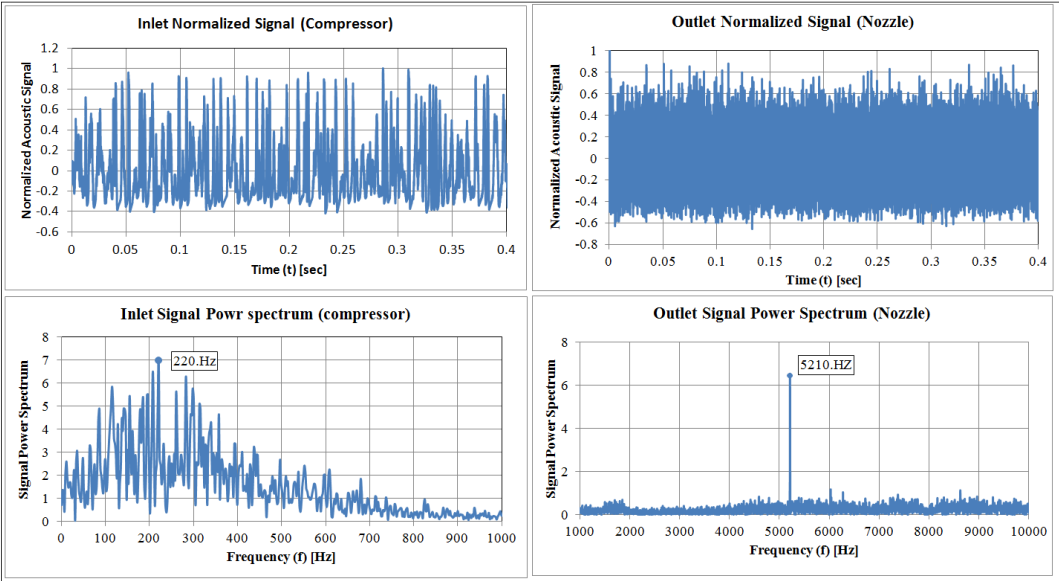 Inlet Normalized Signal (Compressor)
Normalized Acoustic Signal
1.2
1
0.8
0.6
0.4
0.2
0
-0.2
-0.4
-0.6
0 0.05 0.1 0.15 0.2 0.25 0.3 0.35 0.4
Time (t) [sec]
Outlet Normalized Signal (Nozzle)
Normalized Acoustic Signal
1
0.8
0.6
0.4
0.2
0
-0.2
-0.4
-0.6
-0.8
0 0.05 0.1 0.15 0.2 0.25 0.3 0.35 0.4
Time (t) [sec]
Inlet Signal Powr spectrum (compressor)
Signal Power Spectrum
8
7
6
5
4
3
2
1
0
220.Hz
0 100 200 300 400 500 600 700 800 900 1000
Frequency (f) [Hz]
Outlet Signal Power Spectrum (Nozzle)
Signal Power Spectrum
8
6
4
2
0
5210.HZ
1000 2000 3000 4000 5000 6000 7000 8000 9000 10000
Frequency (f) [Hz]